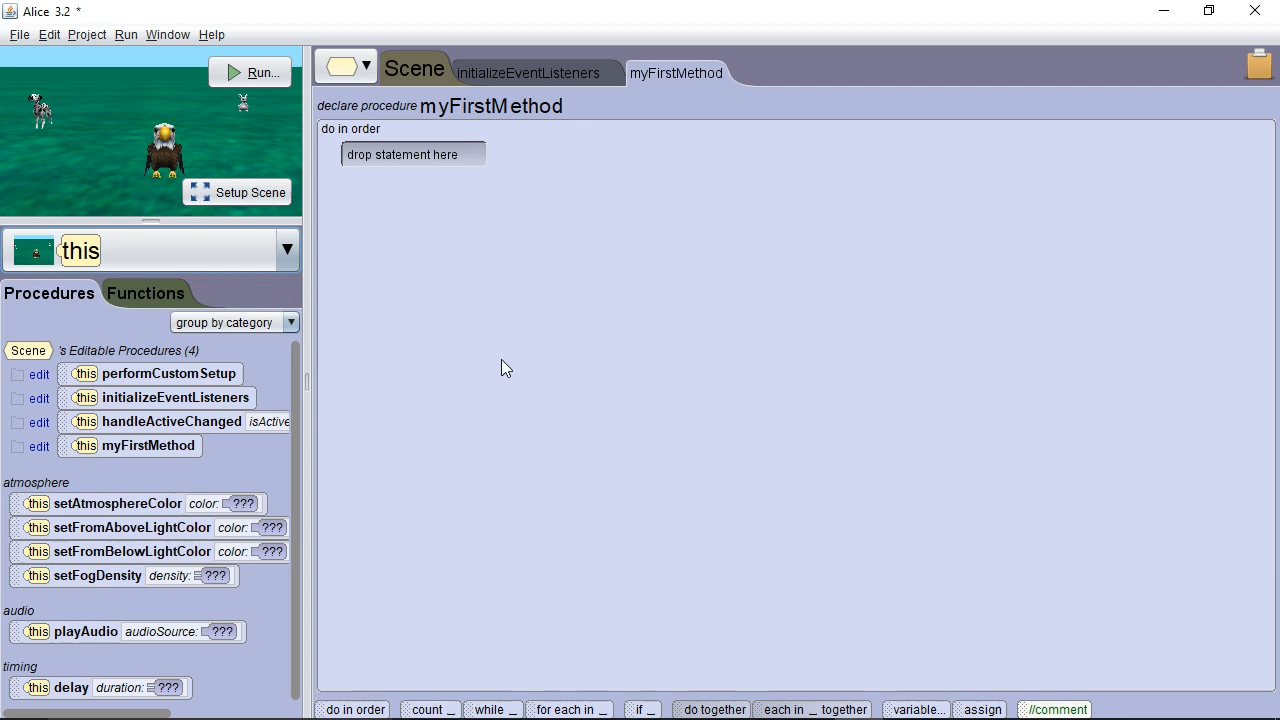 Alice 3.2 *
File Edit Project Run Window Help
Run...
Setup Scene
this
Procedures Functions
group by category
Scene 's Editable Procedures (4)
edit this performCustomSetup
edit this initializeEventListeners
edit this handleActiveChanged isActive
edit this myFirstMethod
atmosphere
this setAtmosphereColor color: ???
this setFromAboveLightColor color: ???
this setFromBelowLightColor color: ???
this setFogDensity density: ???
audio
this playAudio audioSource: ???
timing
this delay duration: ???
Scene initializeEventListeners myFirstMethod
declare procedure myFirstMethod
do in order
drop statement here
do in order count _ while _ for each in _ if _ do together each in _ together variable... assign //comment